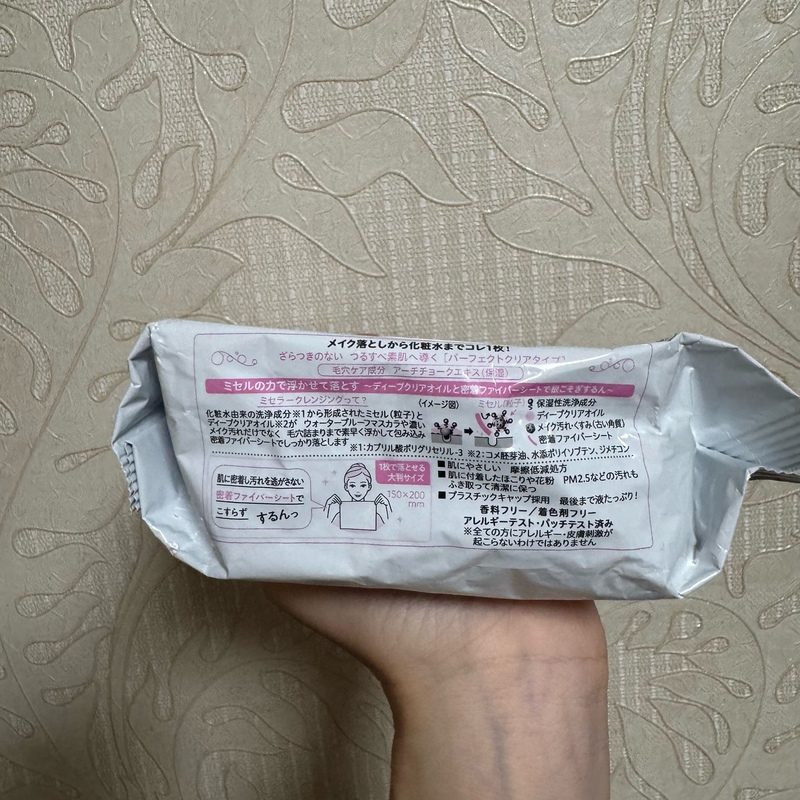 メイク落としから化粧水までコレ1枚!
ざらつきのない つるすべ素肌へ導く [パーフェクトクリアタイプ]
毛穴ケア成分 アーチチョークエキス(保湿)
ミセルの力で浮かせて落とす ~ディープクリアオイルと密着ファイバーシートで根こそぎするん~
ミセラークレンジングって?
化粧水由来の洗浄成分※1から形成されたミセル(粒子)と
ディープクリアオイル※2が ウォータープルーフマスカラや濃い
メイク汚れだけでなく 毛穴詰まりまで素早く浮かして包み込み
密着ファイバーシートでしっかり落とします
(イメージ図)
ミセル(粒子)
保湿性洗浄成分
ディープクリアオイル
メイク汚れ・くすみ(古い角質)
密着ファイバーシート
※1:カプリル酸ポリグリセリル-3 ※2:コメ胚芽油、水添ポリイソブテン、ジメチコン
肌に密着し汚れを逃がさない
密着ファイバーシートで
こすらず するんっ
1枚で落とせる
大判サイズ
150×200
mm
■肌にやさしい 摩擦低減処方
■肌に付着したほこりや花粉 PM2.5などの汚れも
ふき取って清潔に保つ
■プラスチックキャップ採用 最後まで液たっぷり!
香料フリー/着色剤フリー
アレルギーテスト・パッチテスト済み
※全ての方にアレルギー・皮膚刺激が
起こらないわけではありません